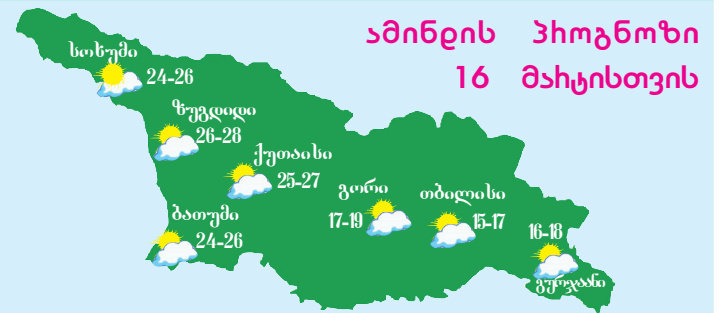 ამინდის პროგნოზი
16 მარტისთვის
სოხუმი
24-26
ზუგდიდი
26-28
ქუთაისი
25-27
გორი
17-19
თბილისი
15-17
ბათუმი
24-26
16-18
გურჯაანი